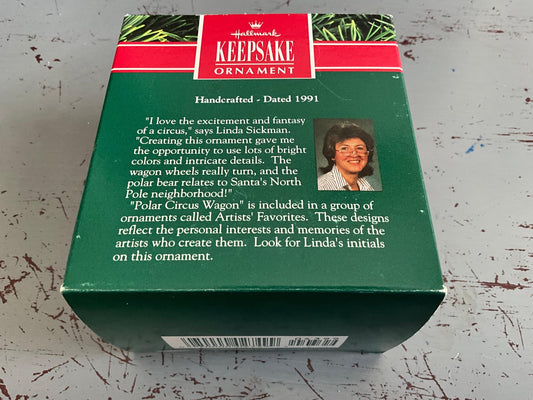 Hallmark
KEEPSAKE
ORNAMENT
Handcrafted - Dated 1991
"I love the excitement and fantasy
of a circus," says Linda Sickman.
"Creating this ornament gave me
the opportunity to use lots of bright
colors and intricate details. The
wagon wheels really turn, and the
polar bear relates to Santa's North
Pole neighborhood!"
"Polar Circus Wagon" is included in a group of
ornaments called Artists' Favorites. These designs
reflect the personal interests and memories of the
artists who create them. Look for Linda's initials
on this ornament.